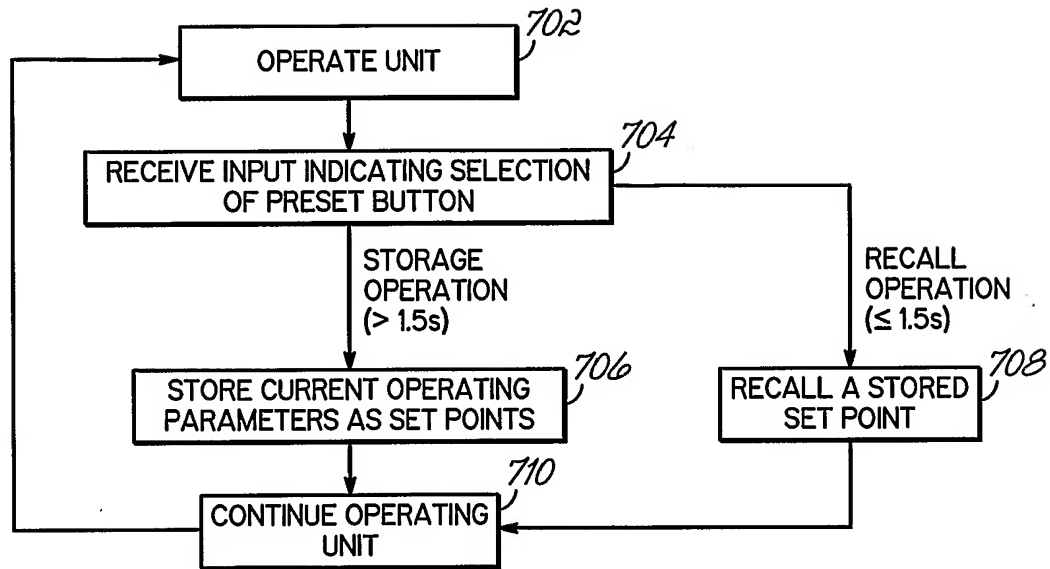 702
OPERATE UNIT
704
RECEIVE INPUT INDICATING SELECTION
OF PRESET BUTTON
STORAGE
OPERATION
(> 1.5s)
RECALL
OPERATION
(≤ 1.5s)
706
STORE CURRENT OPERATING
PARAMETERS AS SET POINTS
708
RECALL A STORED
SET POINT
710
CONTINUE OPERATING
UNIT